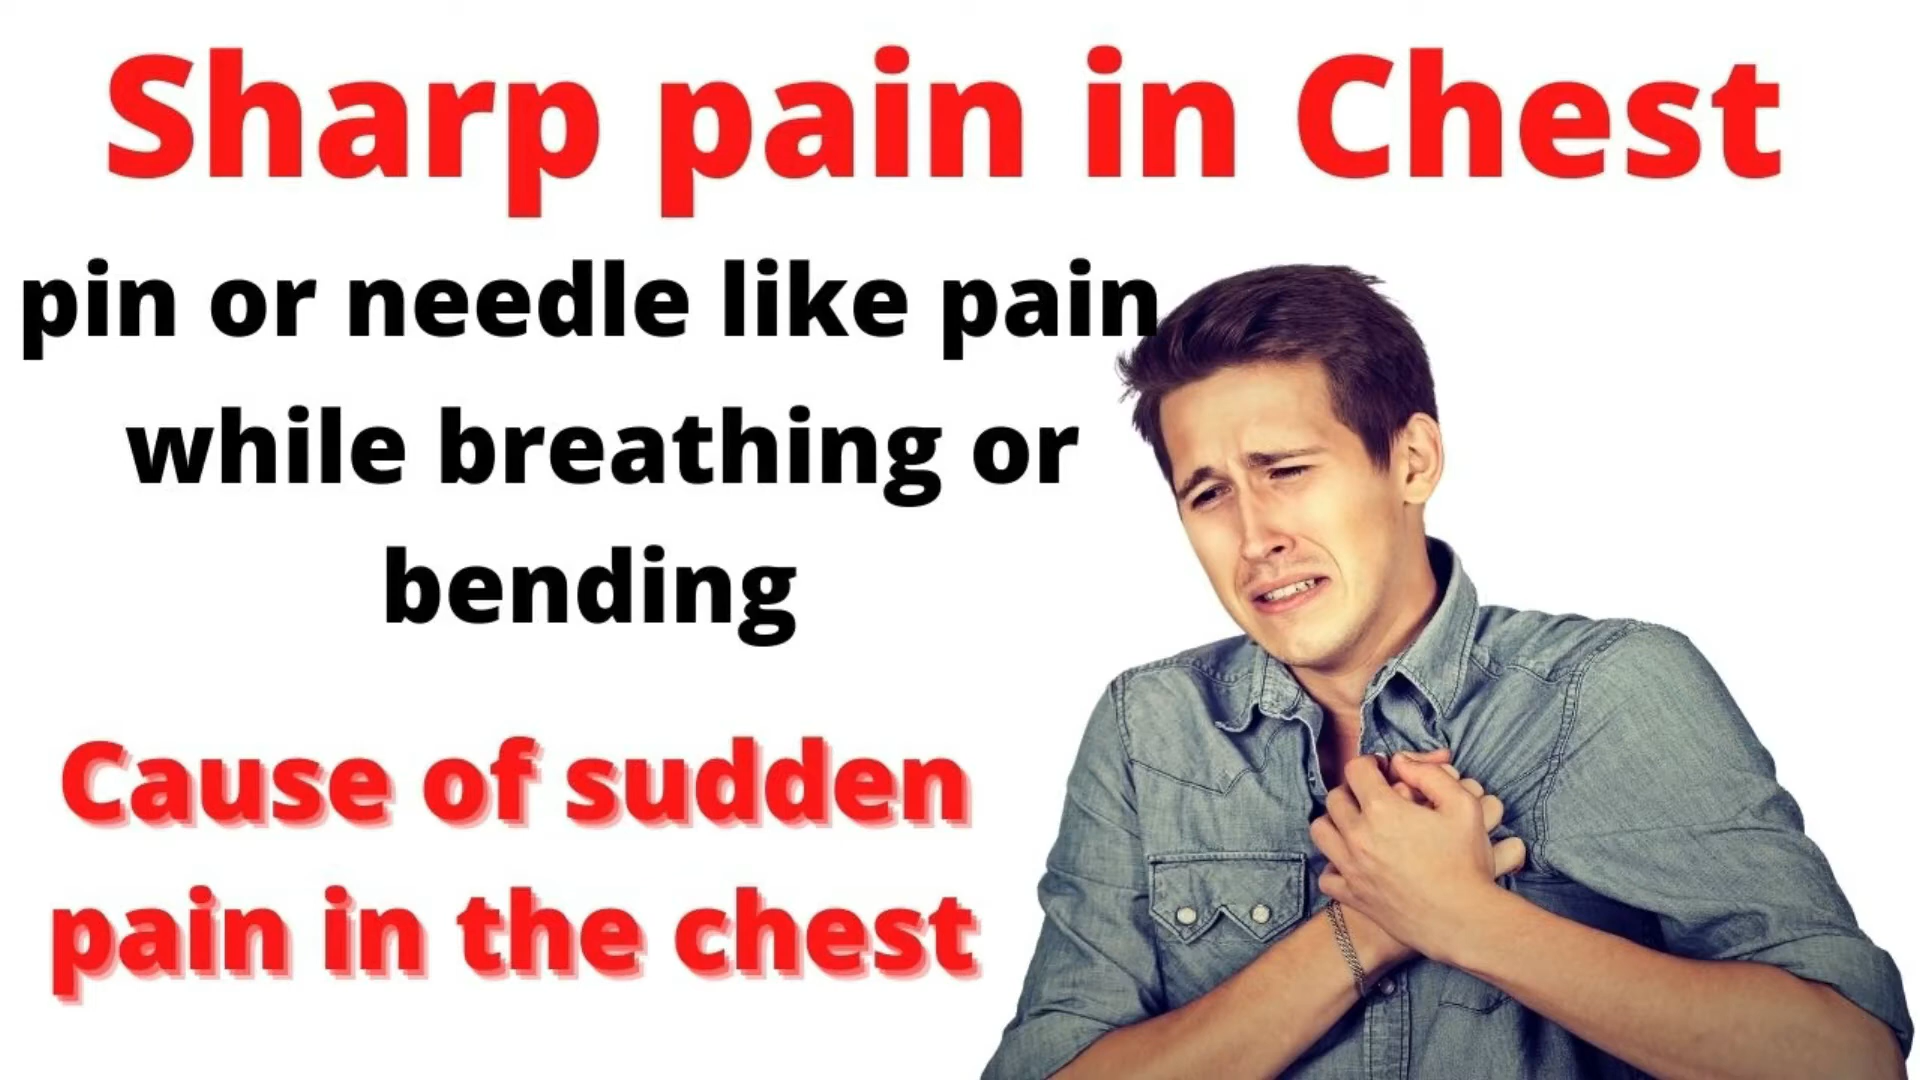 Sharp pain in Chest
pin or needle like pain
while breathing or
bending
Cause of sudden
pain in the chest